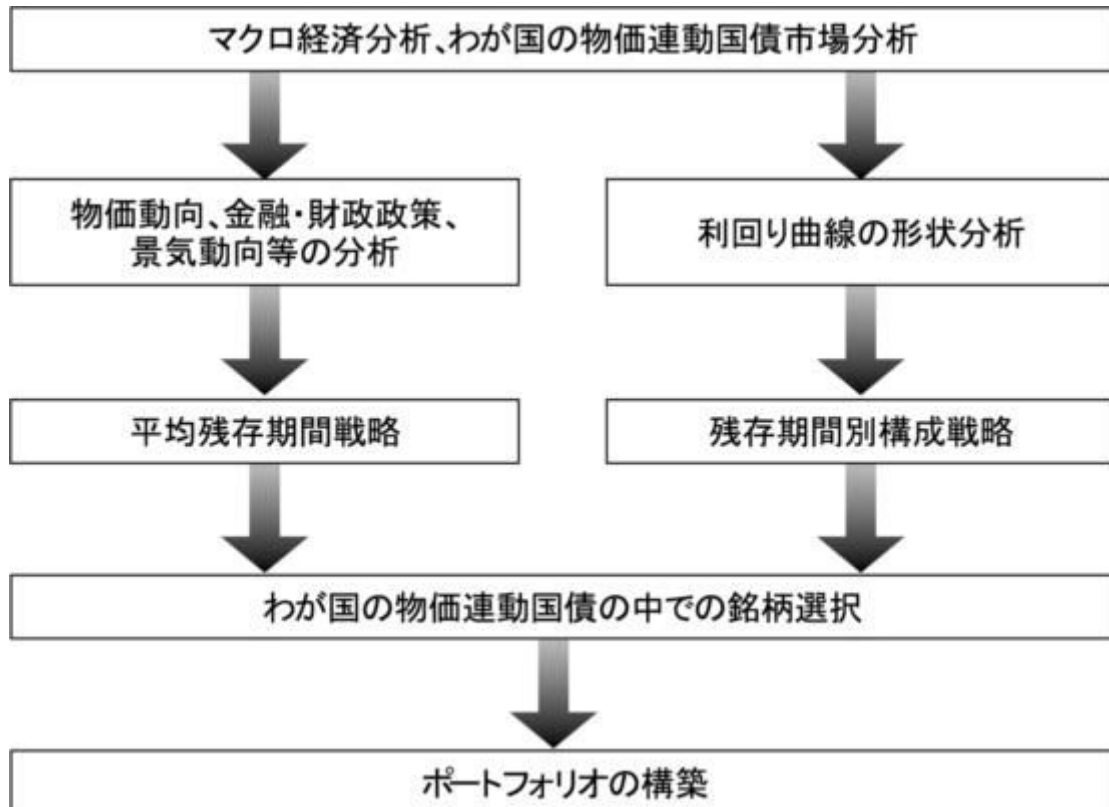 マクロ経済分析、わが国の物価連動国債市場分析
物価動向、金融・財政政策、
景気動向等の分析
利回り曲線の形状分析
平均残存期間戦略
残存期間別構成戦略
わが国の物価連動国債の中での銘柄選択
ポートフォリオの構築